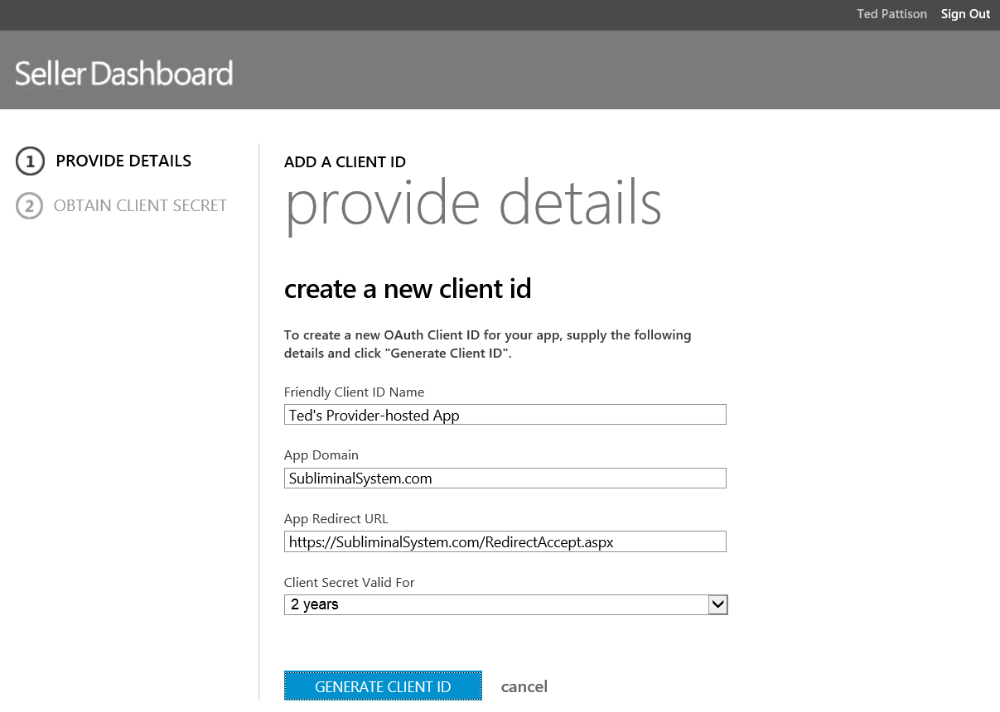 Ted Pattison Sign Out
Seller Dashboard
1 PROVIDE DETAILS
2 OBTAIN CLIENT SECRET
ADD A CLIENT ID
provide details
create a new client id
To create a new OAuth Client ID for your app, supply the following
details and click "Generate Client ID".
Friendly Client ID Name
Ted's Provider-hosted App
App Domain
SubliminalSystem.com
App Redirect URL
https://SubliminalSystem.com/RedirectAccept.aspx
Client Secret Valid For
2 years
GENERATE CLIENT ID cancel